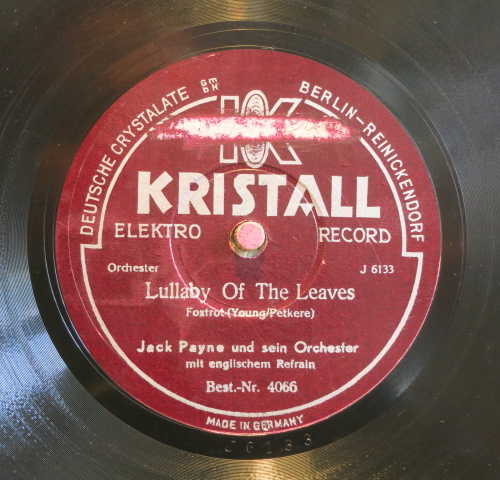 DEUTSCHE CRYSTALATE GmbH BERLIN-REINICKENDORF
K
KRISTALL
ELEKTRO RECORD
Orchester J 6133
Lullaby Of The Leaves
Foxtrot (Young/Petkere)
Jack Payne und sein Orchester
mit englischem Refrain
Best.-Nr. 4066
MADE IN GERMANY
J 6133